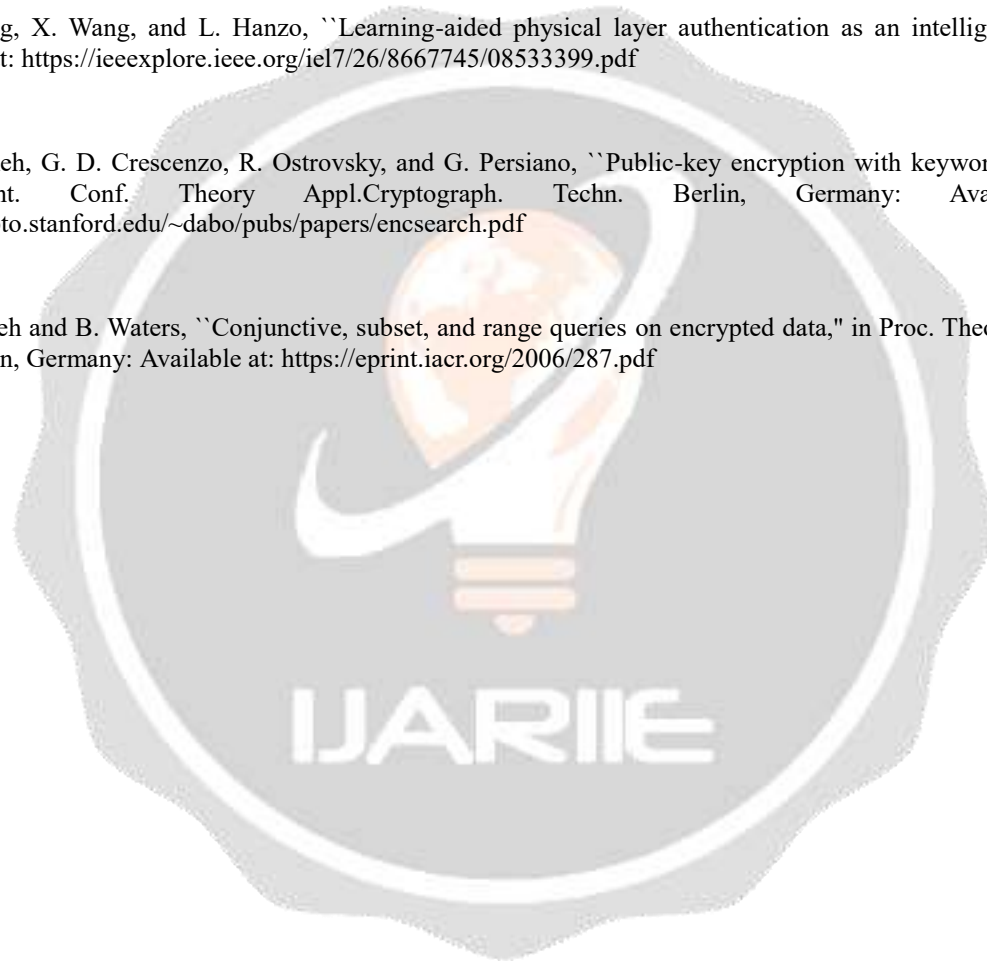 g, X. Wang, and L. Hanzo, ``Learning-aided physical layer authentication as an intellig
t: https://ieeexplore.ieee.org/iel7/26/8667745/08533399.pdf
eh, G. D. Crescenzo, R. Ostrovsky, and G. Persiano, ``Public-key encryption with keywor
nt. Conf. Theory Appl.Cryptograph. Techn. Berlin, Germany: Ava
to.stanford.edu/~dabo/pubs/papers/encsearch.pdf
eh and B. Waters, ``Conjunctive, subset, and range queries on encrypted data," in Proc. Theo
n, Germany: Available at: https://eprint.iacr.org/2006/287.pdf
IJARIIE